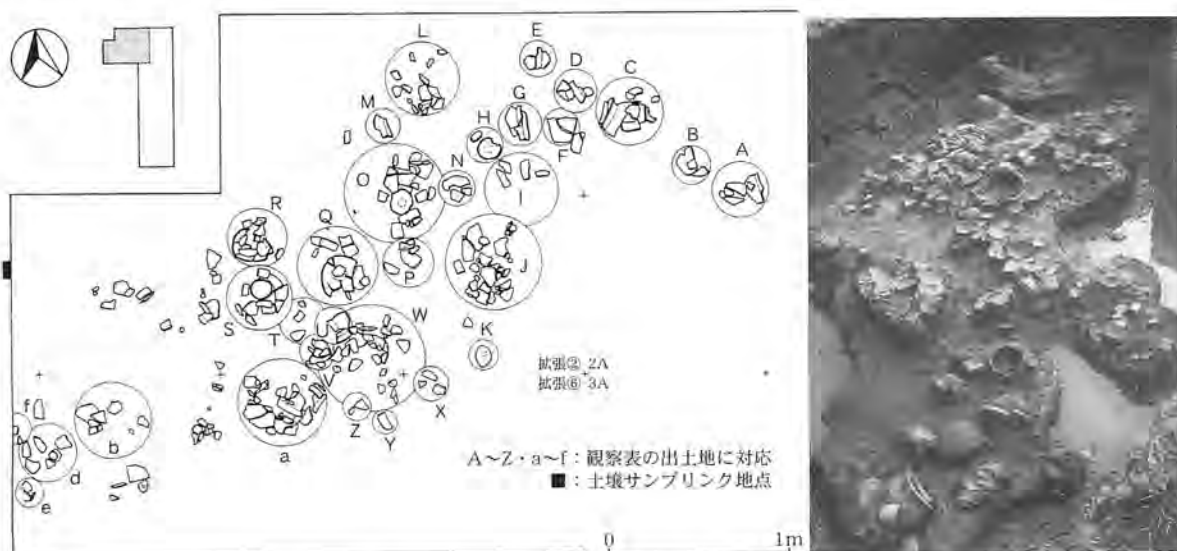 L
E
D
C
M
G
H
F
B
A
N
O
I
R
Q
P
J
S
T
W
K
拡張② 2A
拡張⑥ 3A
V
X
f
b
Z
Y
a
d
e
A～Z・a～f：観察表の出土地に対応
■：土壌サンプリング地点
0 1m